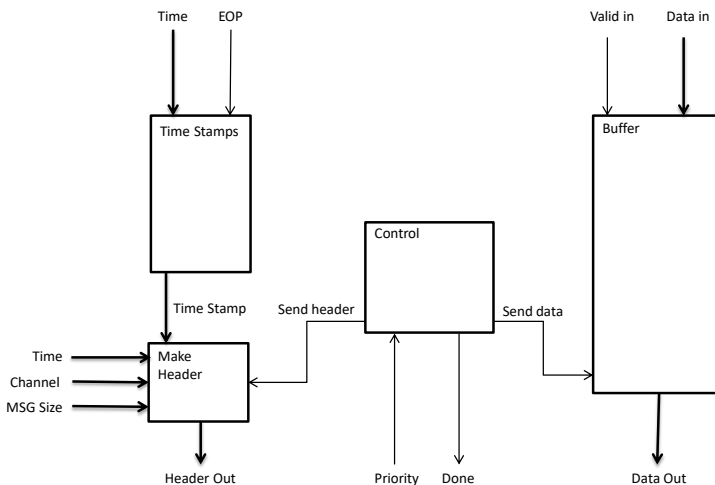 Time
EOP
Valid in
Data in
Time Stamps
Buffer
Control
Time Stamp
Send header
Send data
Time
Make
Header
Channel
MSG Size
Header Out
Priority
Done
Data Out